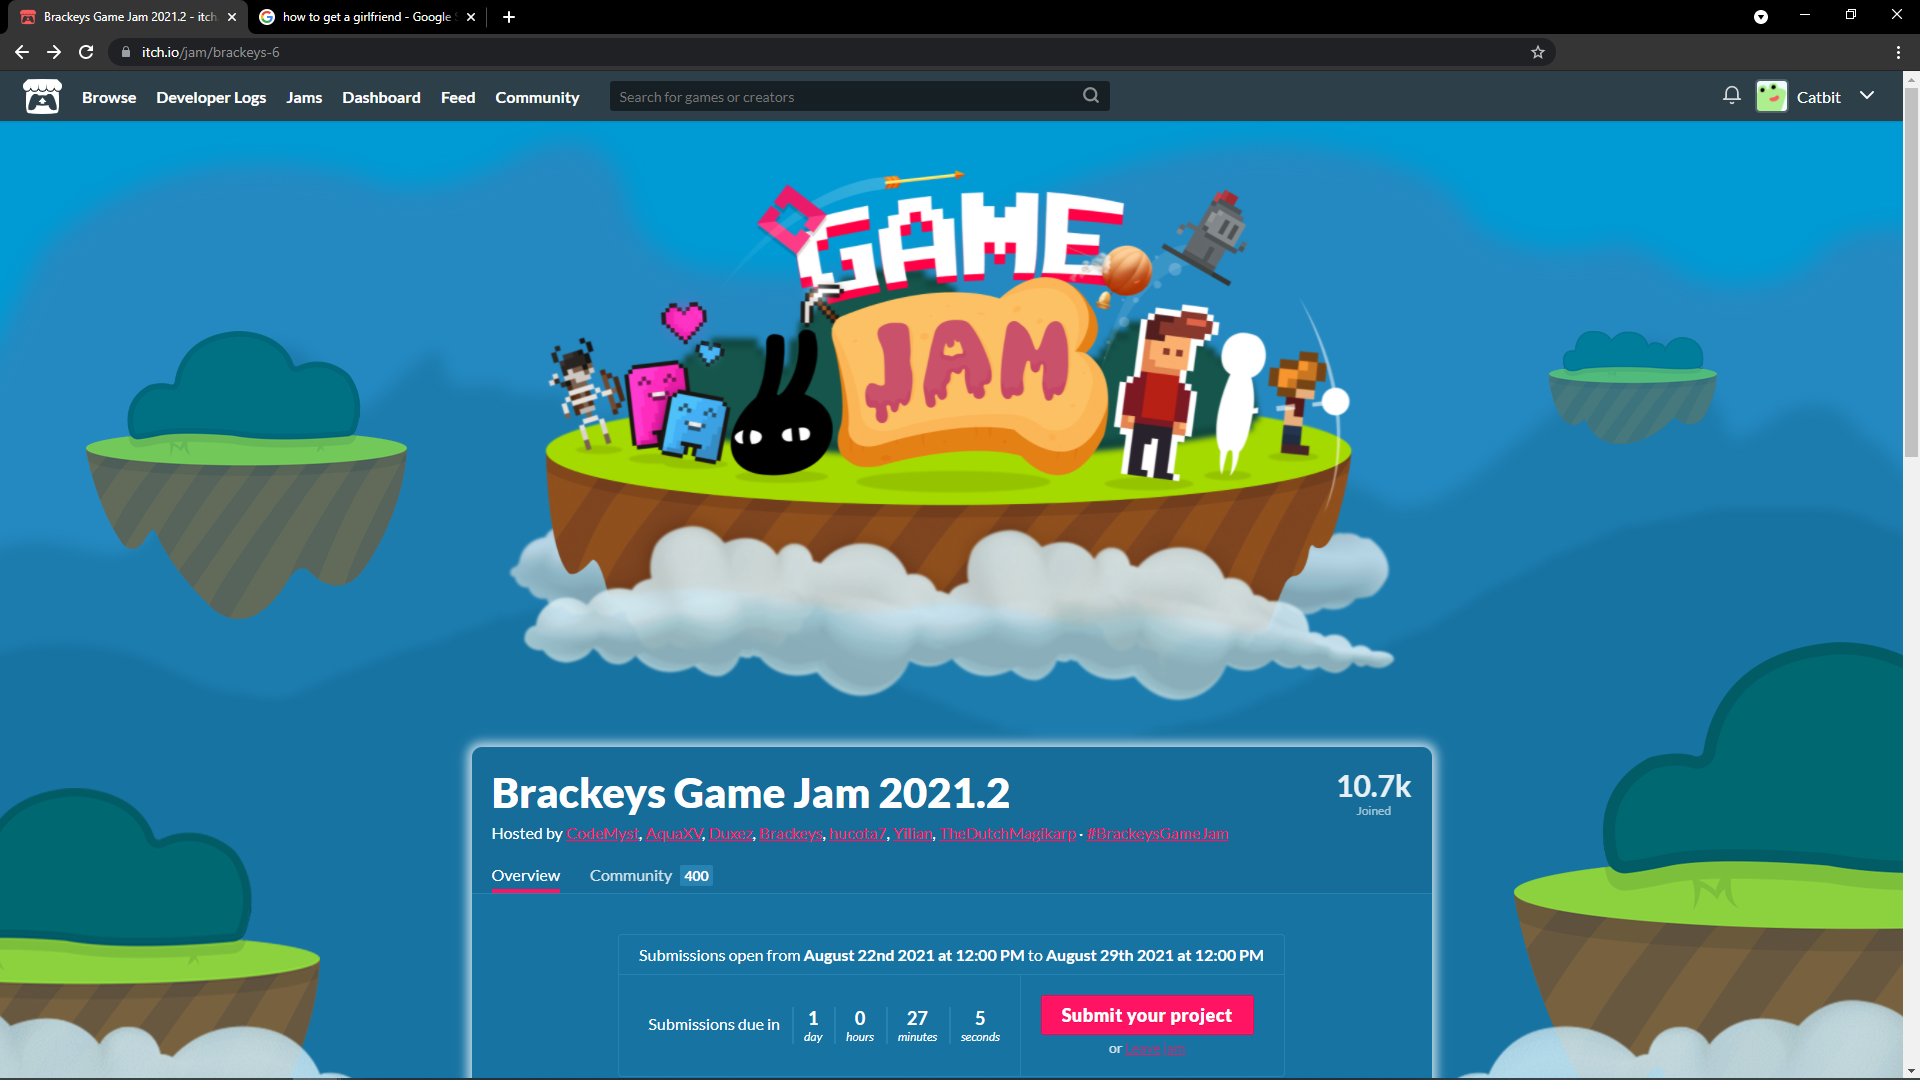 Brackeys Game Jam 2021.2 - itch
how to get a girlfriend - Google S
itch.io/jam/brackeys-6
Browse Developer Logs Jams Dashboard Feed Community Search for games or creators Catbit
GAME
JAM
Brackeys Game Jam 2021.2
10.7k
Joined
Hosted by CodeMyst, AquaXV, Duxez, Brackeys, hucota7, Yilian, TheDutchMagikarp · #BrackeysGameJam
Overview Community 400
Submissions open from August 22nd 2021 at 12:00 PM to August 29th 2021 at 12:00 PM
Submissions due in 1 day 0 hours 27 minutes 5 seconds
Submit your project
or Leave jam